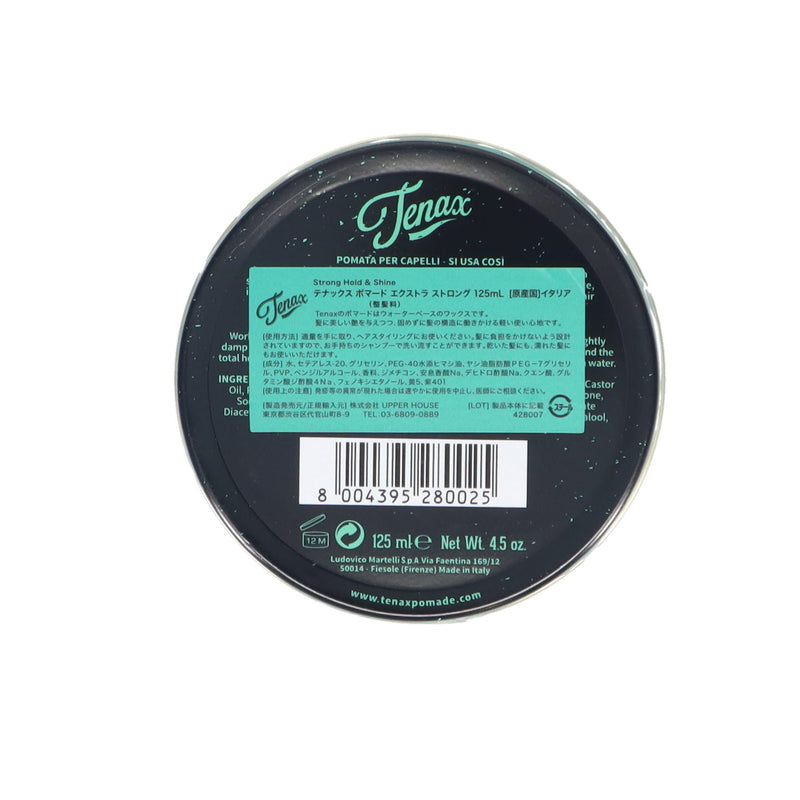 Tenax
POMATA PER CAPELLI - SI USA COSÌ
Strong Hold & Shine
Tenax
テナックス ポマード エクストラ ストロング 125mL [原産国]イタリア
(整髪料)
Tenaxのポマードはウォーターベースのワックスです。
髪に美しい艶を与えつつ、固めずに髪の構造に働きかける軽い使い心地です。
[使用方法] 適量を手に取り、ヘアスタイリングにお使いください。髪に負担をかけないよう設計
されていますので、お手持ちのシャンプーで洗い流すことができます。乾いた髪にも、濡れた髪に
もお使いいただけます。
[成分] 水、セテアレス-20、グリセリン、PEG-40水添ヒマシ油、ヤシ油脂肪酸PEG-7グリセリ
ル、PVP、ベンジルアルコール、香料、ジメチコン、安息香酸Na、デヒドロ酢酸Na、クエン酸、グル
タミン酸ジ酢酸4Na、フェノキシエタノール、黄5、紫401
[使用上の注意] 発疹等の異常が現れた場合は速やかに使用を中止し、医師にご相談ください。
[製造発売元/正規輸入元] 株式会社 UPPER HOUSE [LOT] 製品本体に記載
東京都渋谷区代官山町8-9 TEL 03-6809-0889 428007
スチール
Wor
damp
total h
ghtly
nd the
water.
INGRE
Oil, P
So
Diace
Castor
one,
ate
alool,
8 004395 280025
12 M
125 ml ℮ Net Wt. 4.5 oz.
Ludovico Martelli S.p.A Via Faentina 169/12
50014 - Fiesole (Firenze) Made in Italy
www.tenaxpomade.com